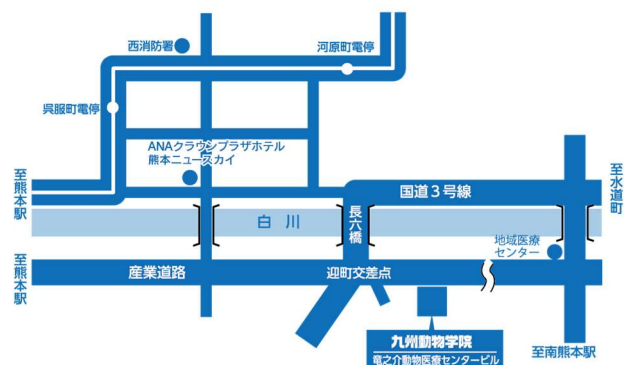 西消防署
河原町電停
呉服町電停
ANAクラウンプラザホテル
熊本ニュースカイ
至熊本駅
国道3号線
至水道町
白川
長六橋
地域医療
センター
至熊本駅
産業道路
迎町交差点
九州動物学院
竜之介動物医療センタービル
至南熊本駅